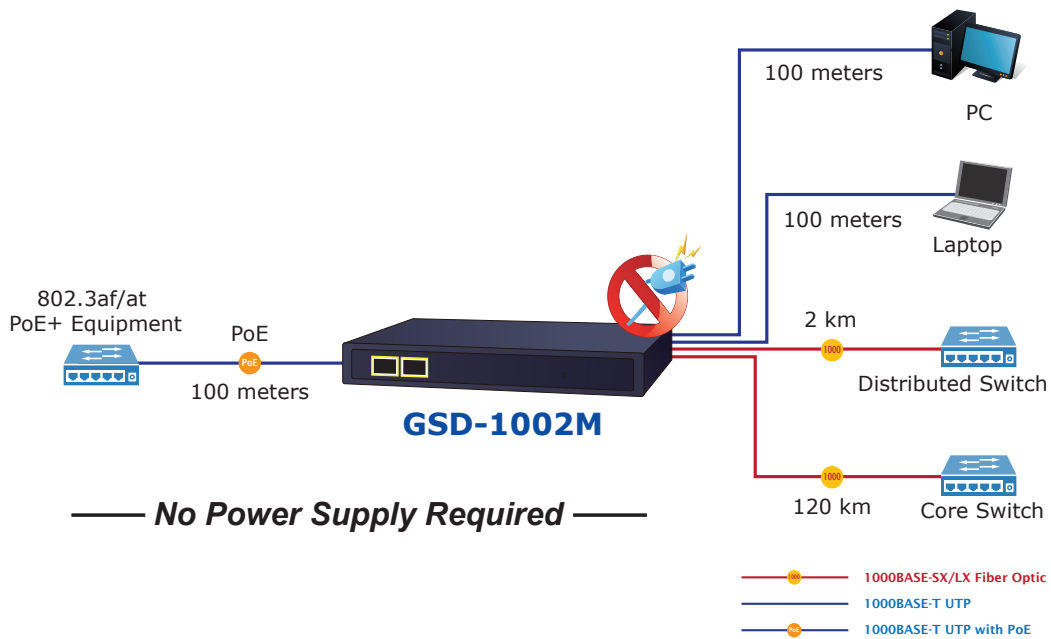 100 meters
PC
100 meters
Laptop
802.3af/at
PoE+ Equipment
PoE
PoE
100 meters
GSD-1002M
2 km
1000
Distributed Switch
1000
120 km
Core Switch
No Power Supply Required
1000 1000BASE-SX/LX Fiber Optic
1000BASE-T UTP
PoE 1000BASE-T UTP with PoE